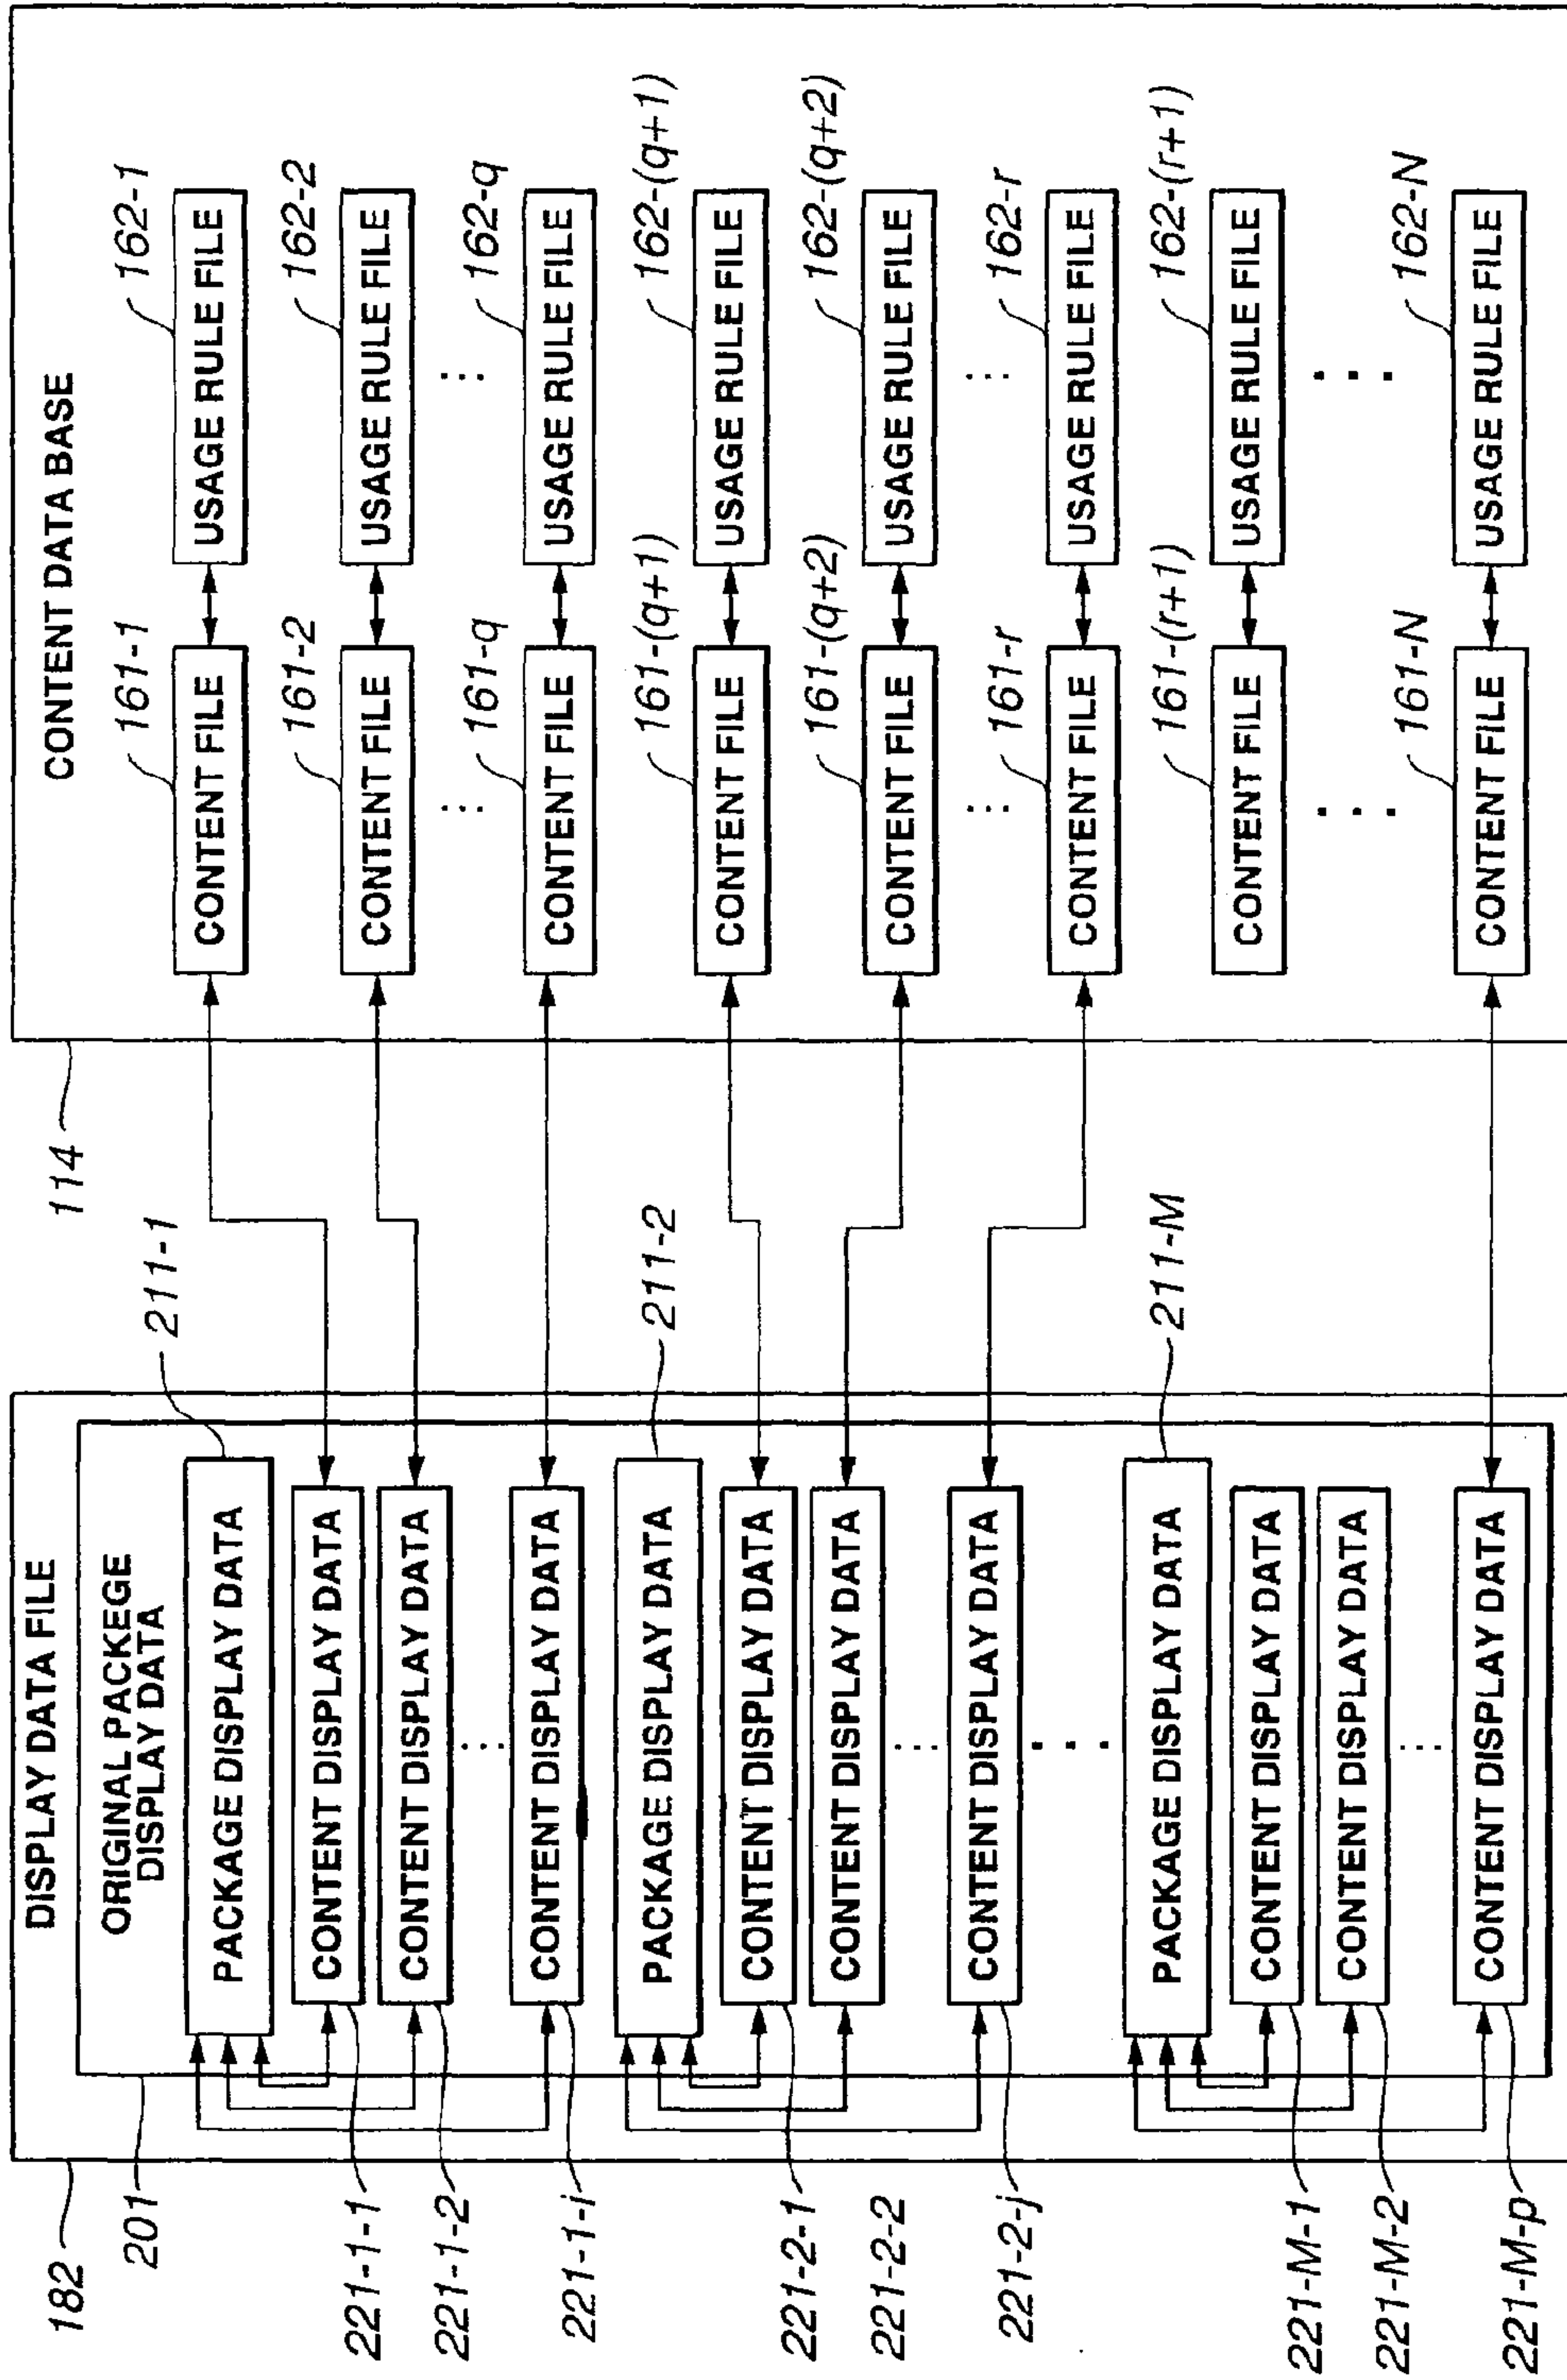 DISPLAY DATA FILE
182
ORIGINAL PACKEGE
DISPLAY DATA
201
PACKAGE DISPLAY DATA
211-1
CONTENT DISPLAY DATA
221-1-1
CONTENT DISPLAY DATA
221-1-2
...
CONTENT DISPLAY DATA
221-1-i
PACKAGE DISPLAY DATA
211-2
CONTENT DISPLAY DATA
221-2-1
CONTENT DISPLAY DATA
221-2-2
...
CONTENT DISPLAY DATA
221-2-j
...
PACKAGE DISPLAY DATA
211-M
CONTENT DISPLAY DATA
221-M-1
CONTENT DISPLAY DATA
221-M-2
...
CONTENT DISPLAY DATA
221-M-p
CONTENT DATA BASE
114
CONTENT FILE
161-1
USAGE RULE FILE
162-1
CONTENT FILE
161-2
USAGE RULE FILE
162-2
...
...
CONTENT FILE
161-q
USAGE RULE FILE
162-q
CONTENT FILE
161-(q+1)
USAGE RULE FILE
162-(q+1)
CONTENT FILE
161-(q+2)
USAGE RULE FILE
162-(q+2)
...
...
CONTENT FILE
161-r
USAGE RULE FILE
162-r
CONTENT FILE
161-(r+1)
USAGE RULE FILE
162-(r+1)
...
...
CONTENT FILE
161-N
USAGE RULE FILE
162-N